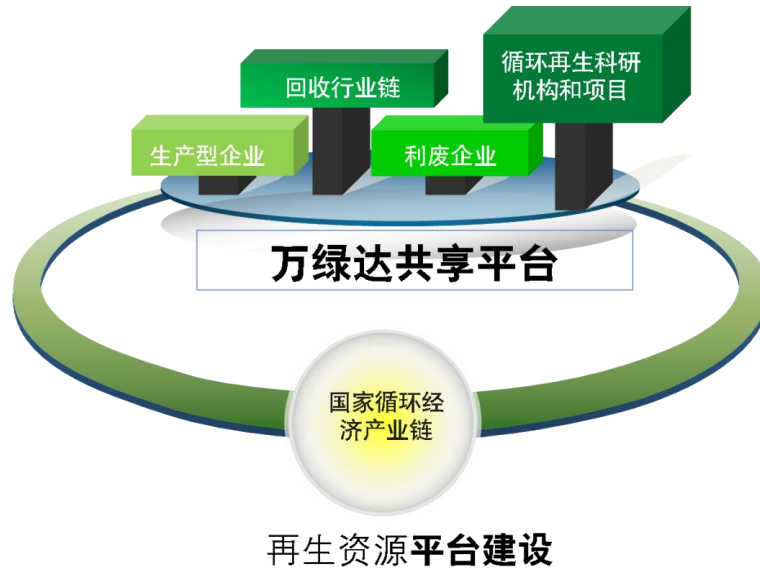 循环再生科研
机构和项目
回收行业链
生产型企业
利废企业
万绿达共享平台
国家循环经
济产业链
再生资源平台建设